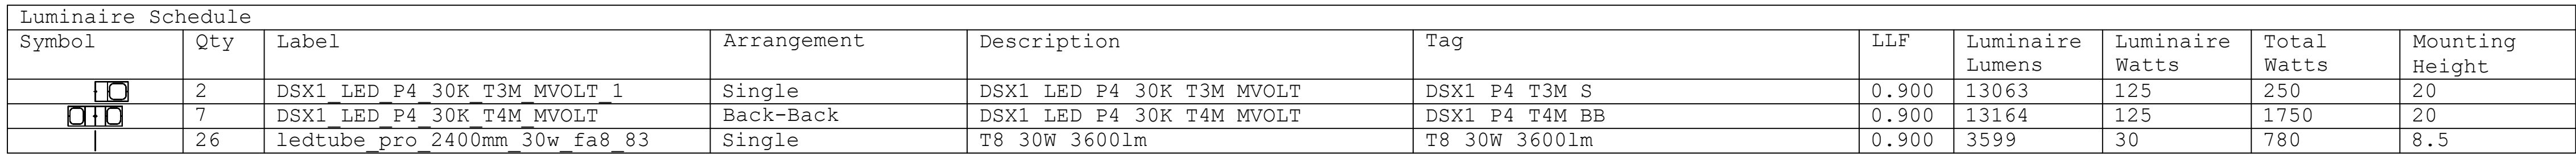 Luminaire Schedule
Symbol Qty Label Arrangement Description Tag LLF Luminaire Lumens Luminaire Watts Total Watts Mounting Height
2 DSX1_LED_P4_30K_T3M_MVOLT_1 Single DSX1 LED P4 30K T3M MVOLT DSX1 P4 T3M S 0.900 13063 125 250 20
7 DSX1_LED_P4_30K_T4M_MVOLT Back-Back DSX1 LED P4 30K T4M MVOLT DSX1 P4 T4M BB 0.900 13164 125 1750 20
26 ledtube_pro_2400mm_30w_fa8_83 Single T8 30W 3600lm T8 30W 3600lm 0.900 3599 30 780 8.5